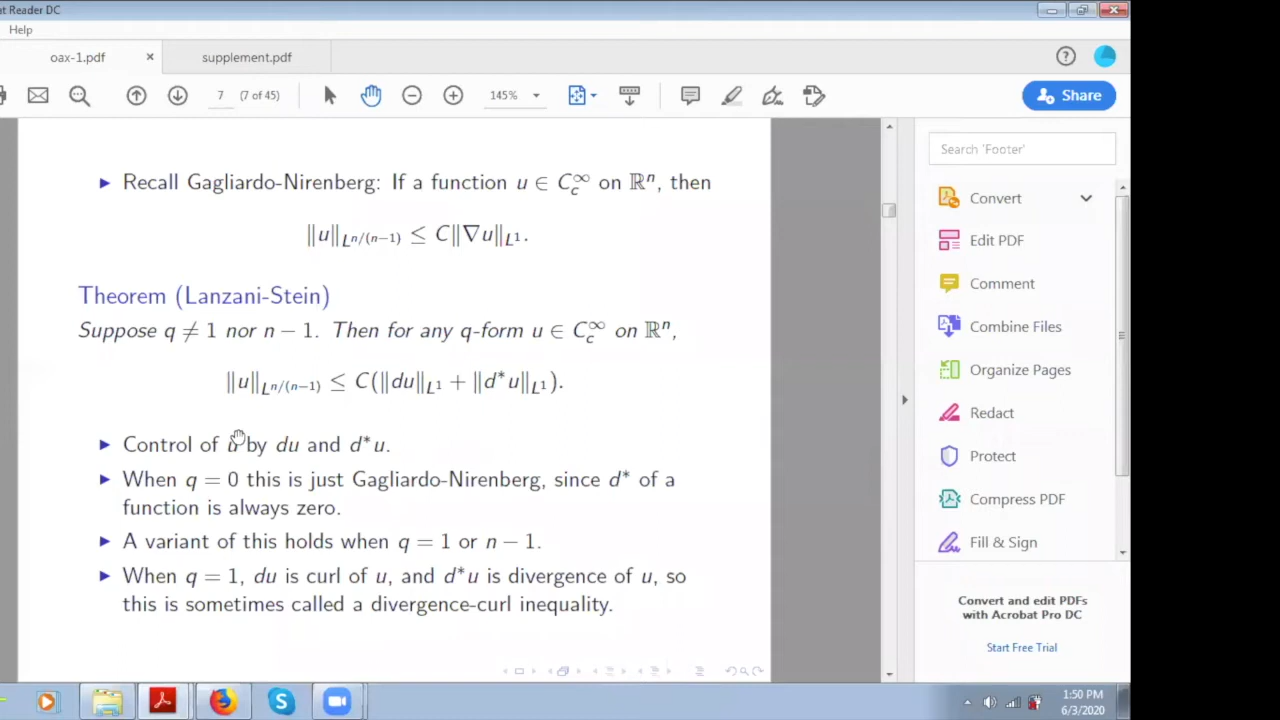 at Reader DC
Help
oax-1.pdf × supplement.pdf
7 (7 of 45) 145% Share
Search 'Footer'
▶ Recall Gagliardo-Nirenberg: If a function u ∈ C_c^∞ on ℝⁿ, then
‖u‖_{L^{n/(n−1)}} ≤ C‖∇u‖_{L¹}.
Theorem (Lanzani-Stein)
Suppose q ≠ 1 nor n − 1. Then for any q-form u ∈ C_c^∞ on ℝⁿ,
‖u‖_{L^{n/(n−1)}} ≤ C(‖du‖_{L¹} + ‖d*u‖_{L¹}).
▶ Control of u by du and d*u.
▶ When q = 0 this is just Gagliardo-Nirenberg, since d* of a
function is always zero.
▶ A variant of this holds when q = 1 or n − 1.
▶ When q = 1, du is curl of u, and d*u is divergence of u, so
this is sometimes called a divergence-curl inequality.
Convert
Edit PDF
Comment
Combine Files
Organize Pages
Redact
Protect
Compress PDF
Fill & Sign
Convert and edit PDFs
with Acrobat Pro DC
Start Free Trial
1:50 PM
6/3/2020